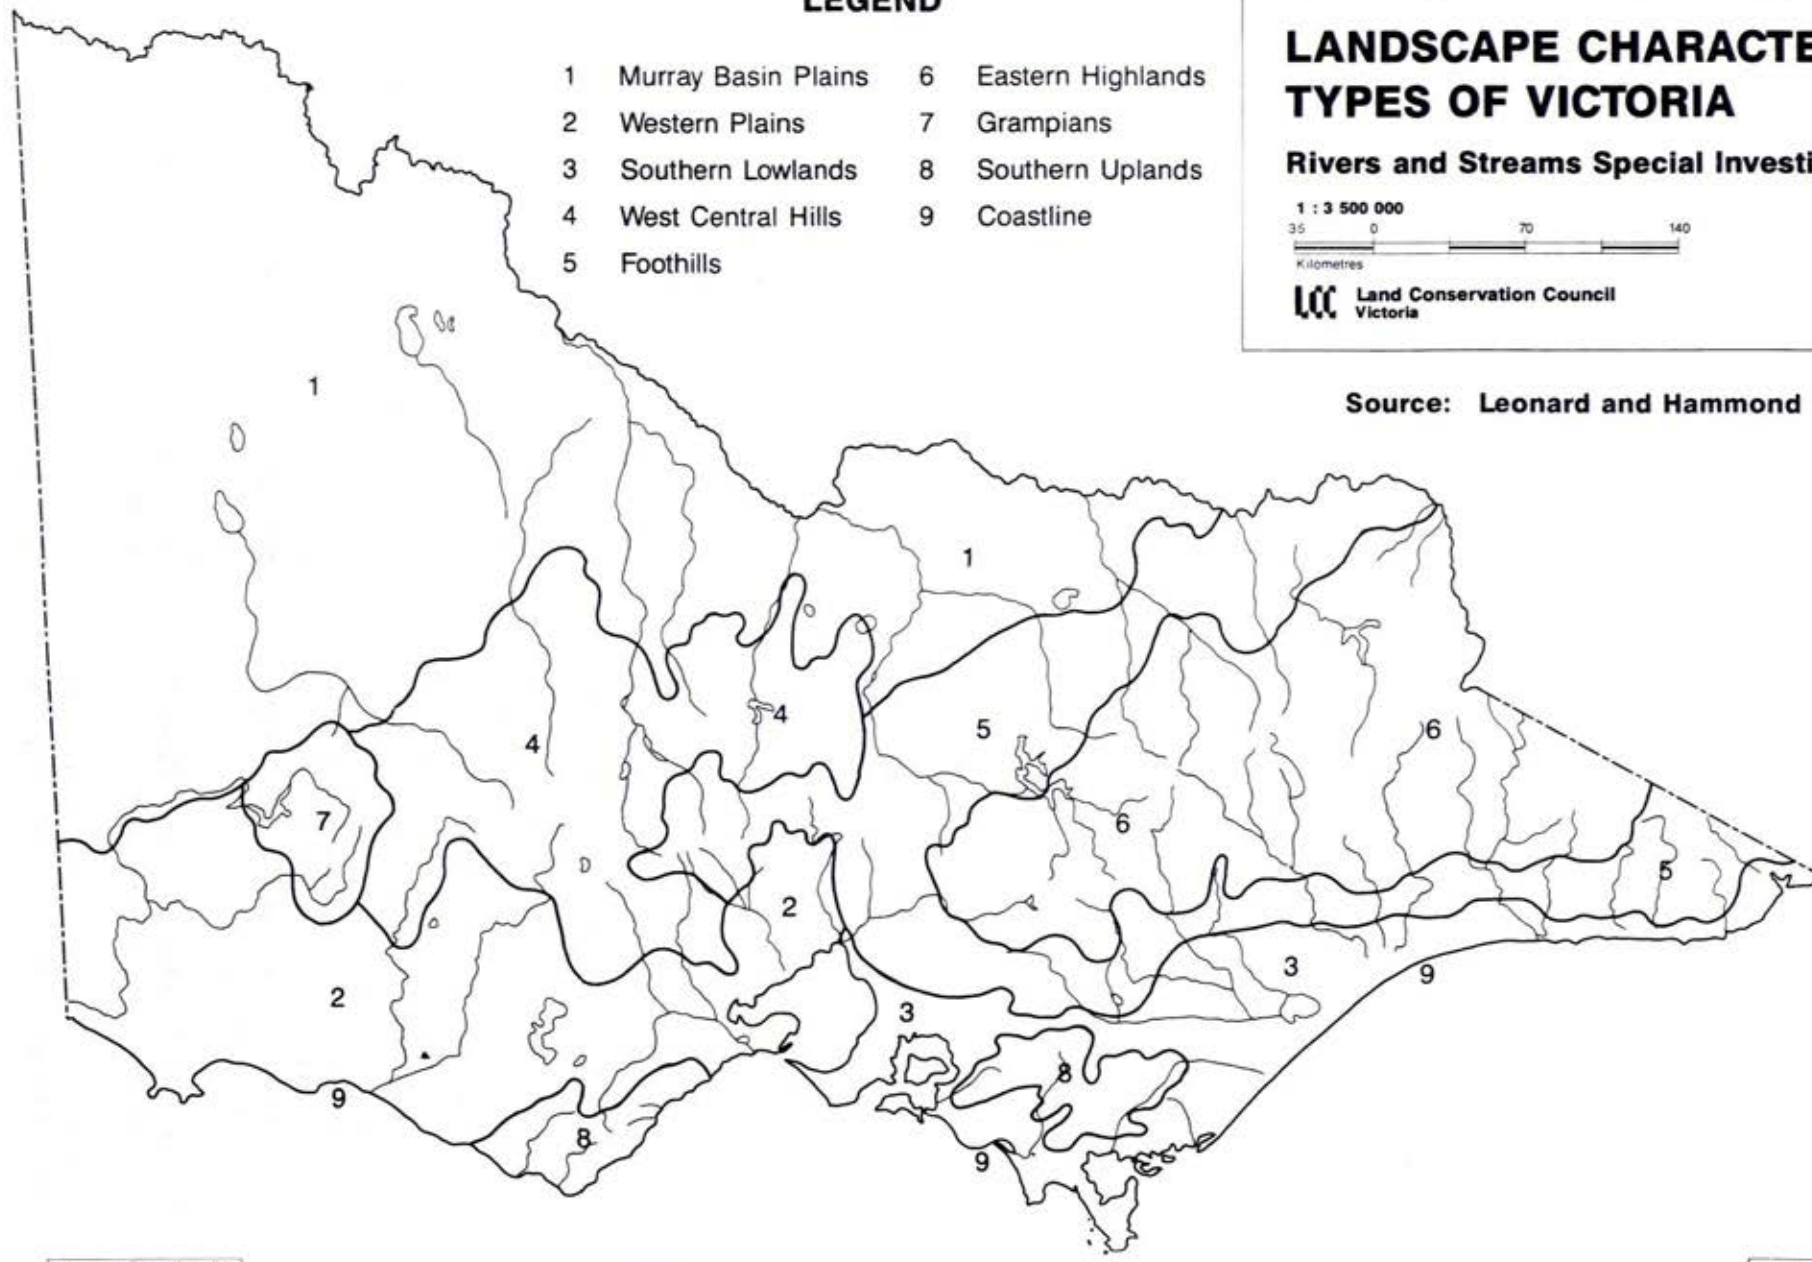 LEGEND
1 Murray Basin Plains
2 Western Plains
3 Southern Lowlands
4 West Central Hills
5 Foothills
6 Eastern Highlands
7 Grampians
8 Southern Uplands
9 Coastline
LANDSCAPE CHARACTE
TYPES OF VICTORIA
Rivers and Streams Special Investi
1 : 3 500 000
35 0 70 140
Kilometres
LCC Land Conservation Council
Victoria
Source: Leonard and Hammond
1
1
4
4
5
6
7
6
5
2
2
3
3
9
8
9
8
9